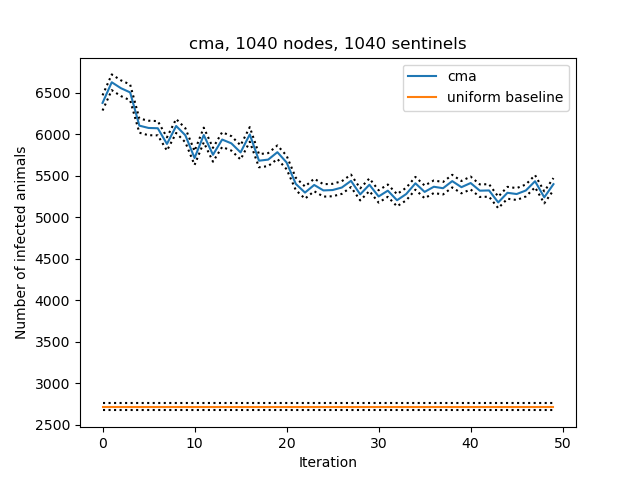 cma, 1040 nodes, 1040 sentinels
cma
uniform baseline
Number of infected animals
6500
6000
5500
5000
4500
4000
3500
3000
2500
0 10 20 30 40 50
Iteration